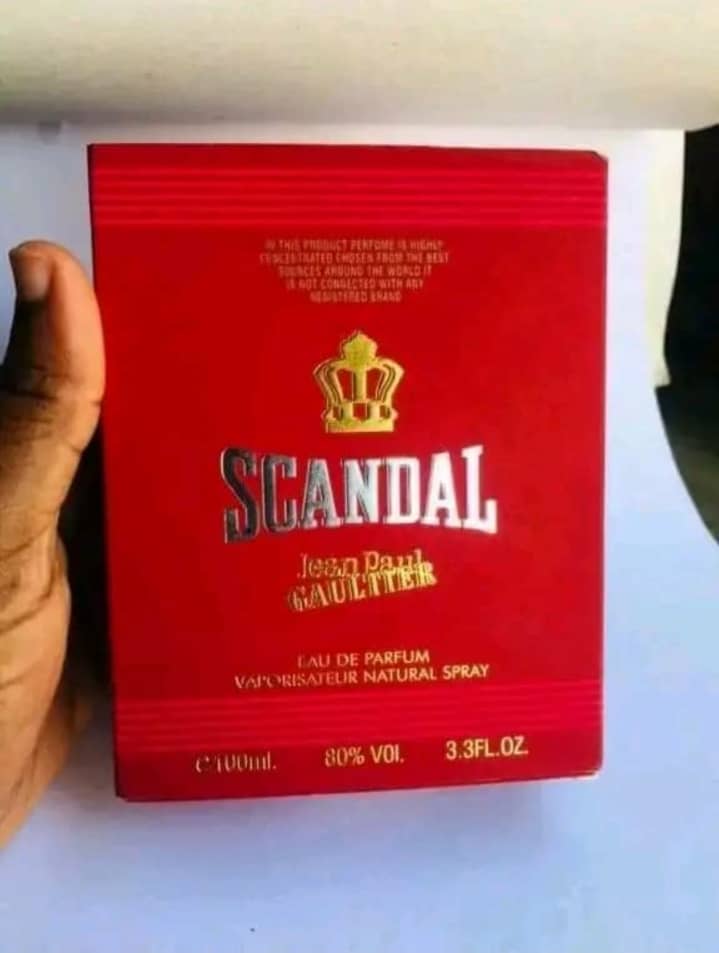 IN THIS PRODUCT PERFOME IS HIGHLY
CONCENTRATED CHOSEN FROM THE BEST
SOURCES AROUND THE WORLD IT
IS NOT CONNECTED WITH ANY
REGISTERED BRAND
SCANDAL
Jean Paul
GAULTIER
EAU DE PARFUM
VAPORISATEUR NATURAL SPRAY
e 100ml. 80% VOl. 3.3FL.OZ.